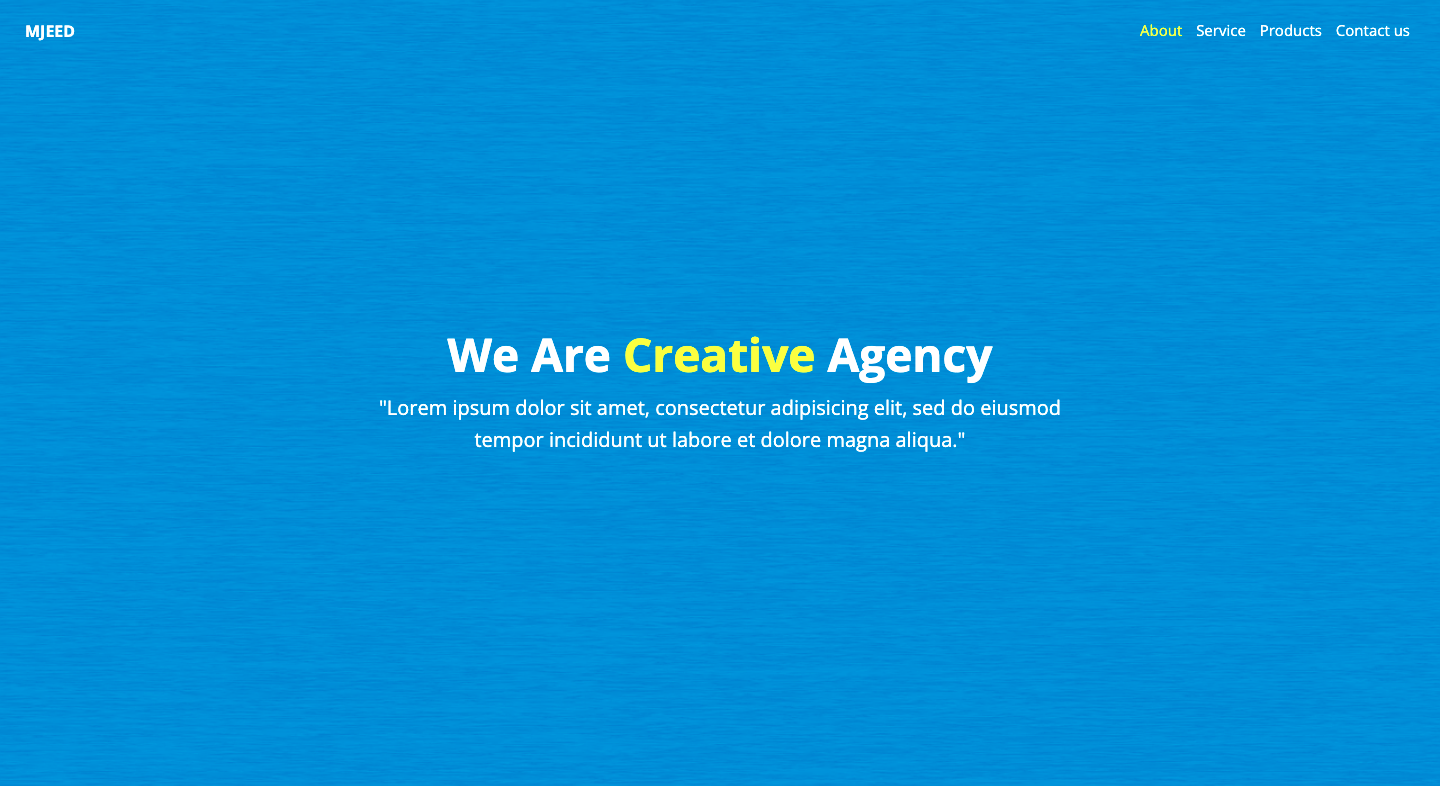 MJEED
About Service Products Contact us
We Are Creative Agency
"Lorem ipsum dolor sit amet, consectetur adipisicing elit, sed do eiusmod
tempor incididunt ut labore et dolore magna aliqua."